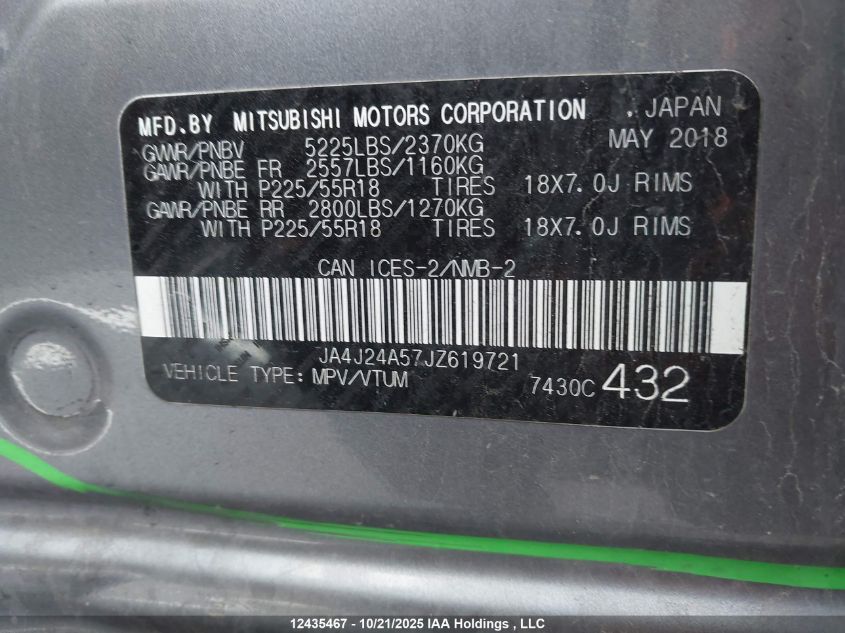 MFD.BY MITSUBISHI MOTORS CORPORATION . JAPAN
GVWR/PNBV 5225LBS/2370KG MAY 2018
GAWR/PNBE FR 2557LBS/1160KG
WITH P225/55R18 TIRES 18X7.0J RIMS
GAWR/PNBE RR 2800LBS/1270KG
WITH P225/55R18 TIRES 18X7.0J RIMS
CAN ICES-2/NMB-2
JA4J24A57JZ619721
VEHICLE TYPE: MPV/VTUM 7430C 432
12435467 - 10/21/2025 IAA Holdings , LLC